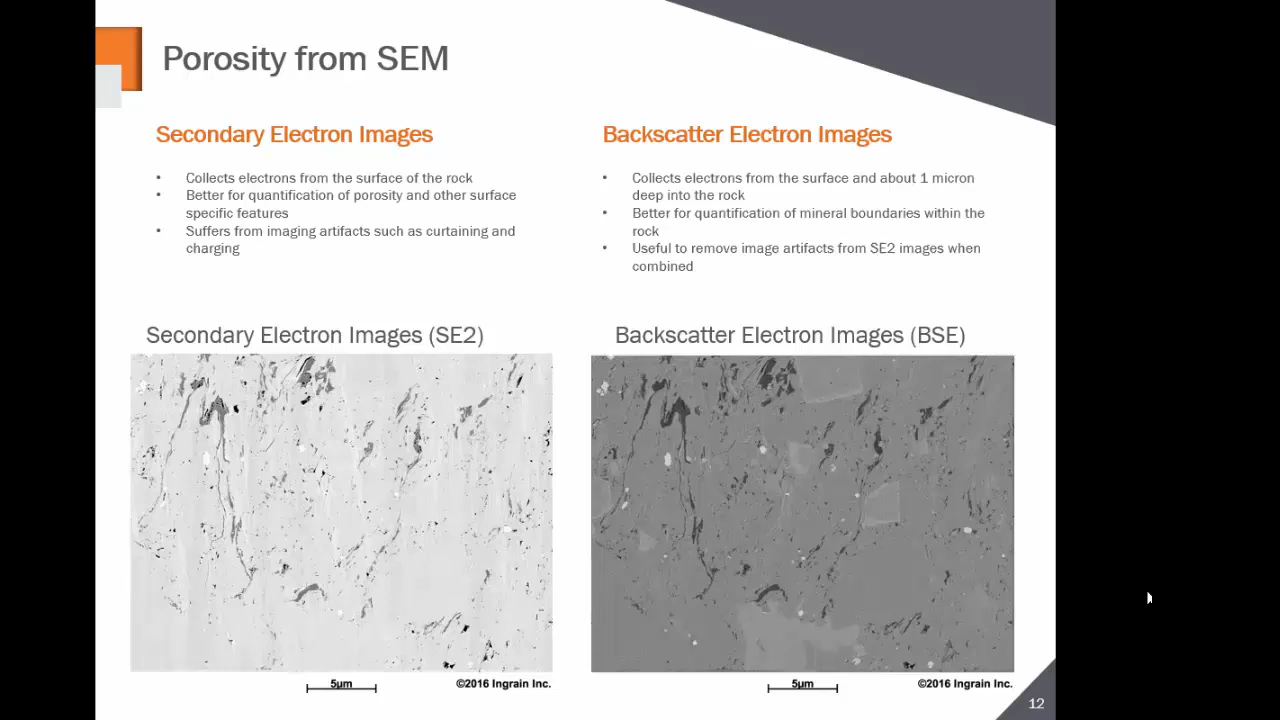 Porosity from SEM
Secondary Electron Images
• Collects electrons from the surface of the rock
• Better for quantification of porosity and other surface
specific features
• Suffers from imaging artifacts such as curtaining and
charging
Backscatter Electron Images
• Collects electrons from the surface and about 1 micron
deep into the rock
• Better for quantification of mineral boundaries within the
rock
• Useful to remove image artifacts from SE2 images when
combined
Secondary Electron Images (SE2)
5µm
©2016 Ingrain Inc.
Backscatter Electron Images (BSE)
5µm
©2016 Ingrain Inc.
12